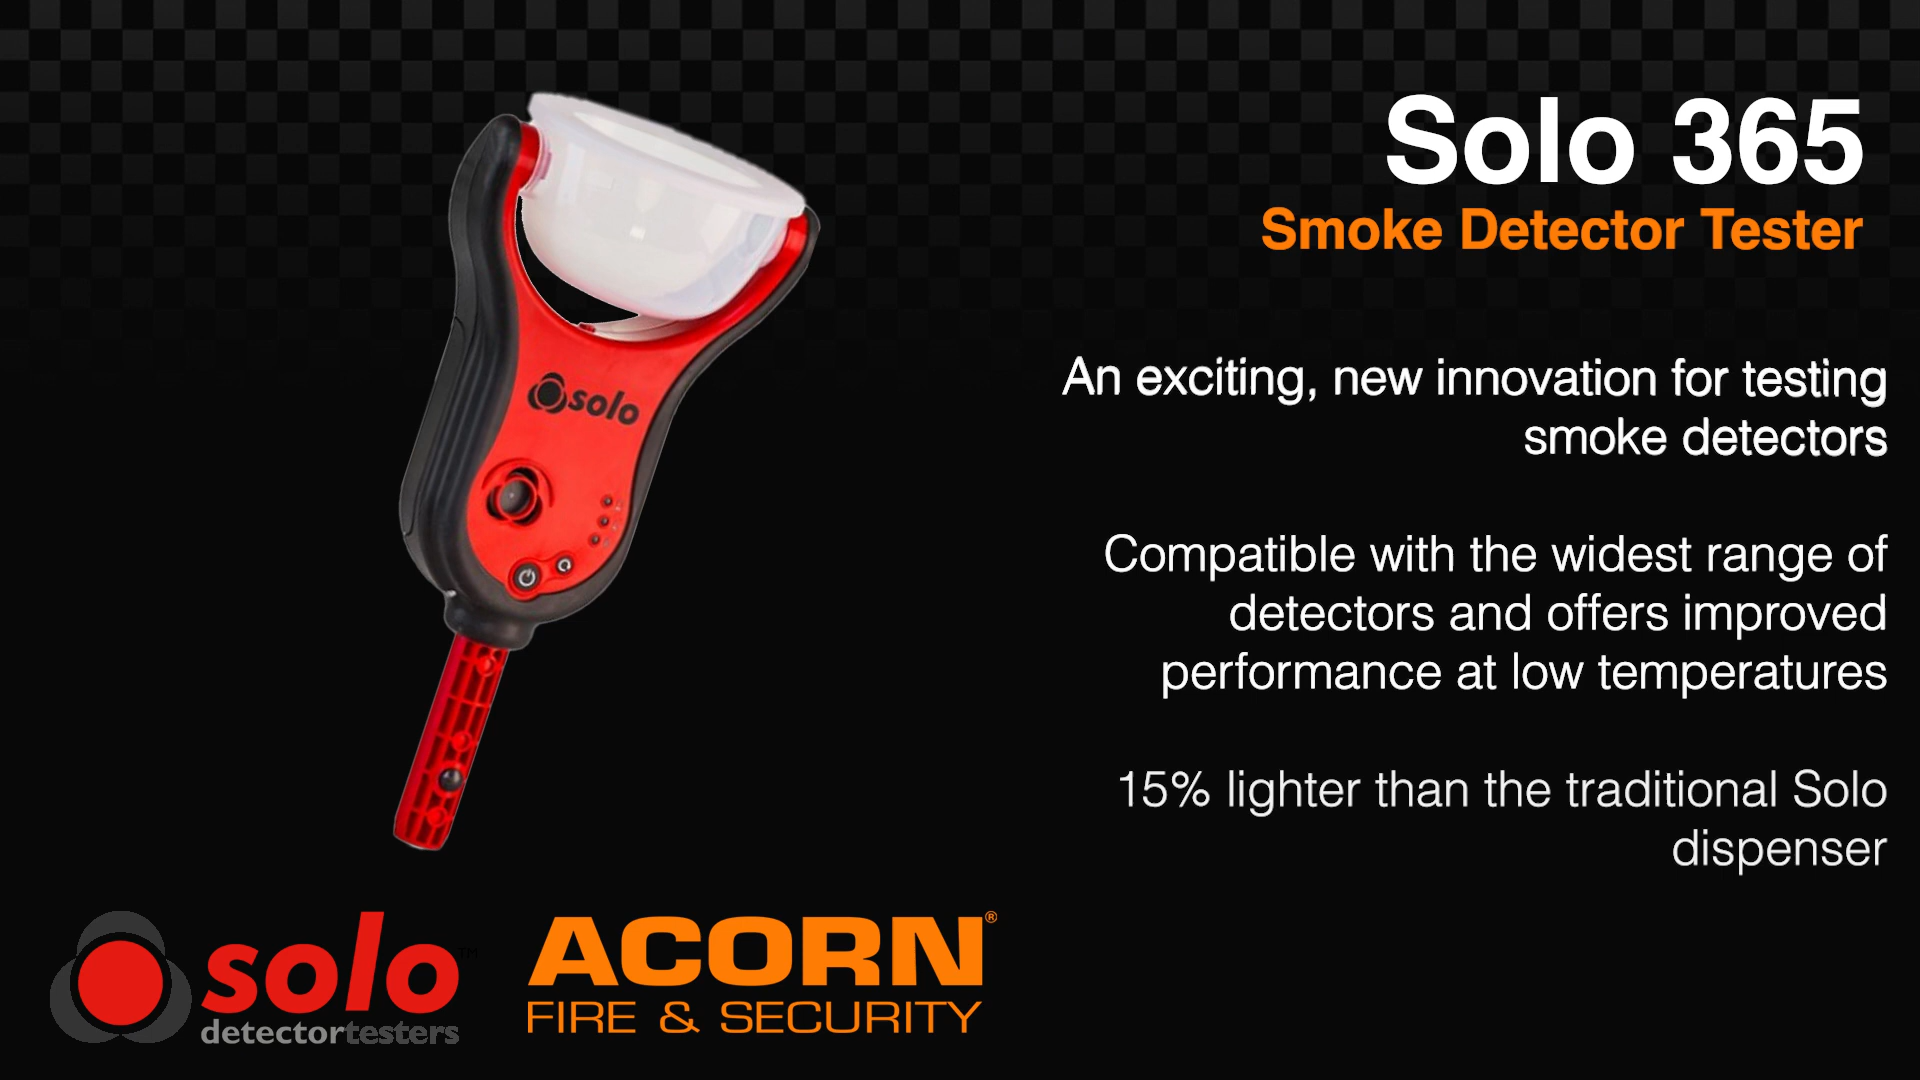 Solo 365
Smoke Detector Tester
An exciting, new innovation for testing
smoke detectors
Compatible with the widest range of
detectors and offers improved
performance at low temperatures
15% lighter than the traditional Solo
dispenser
solo
solo™
detectortesters
ACORN®
FIRE & SECURITY